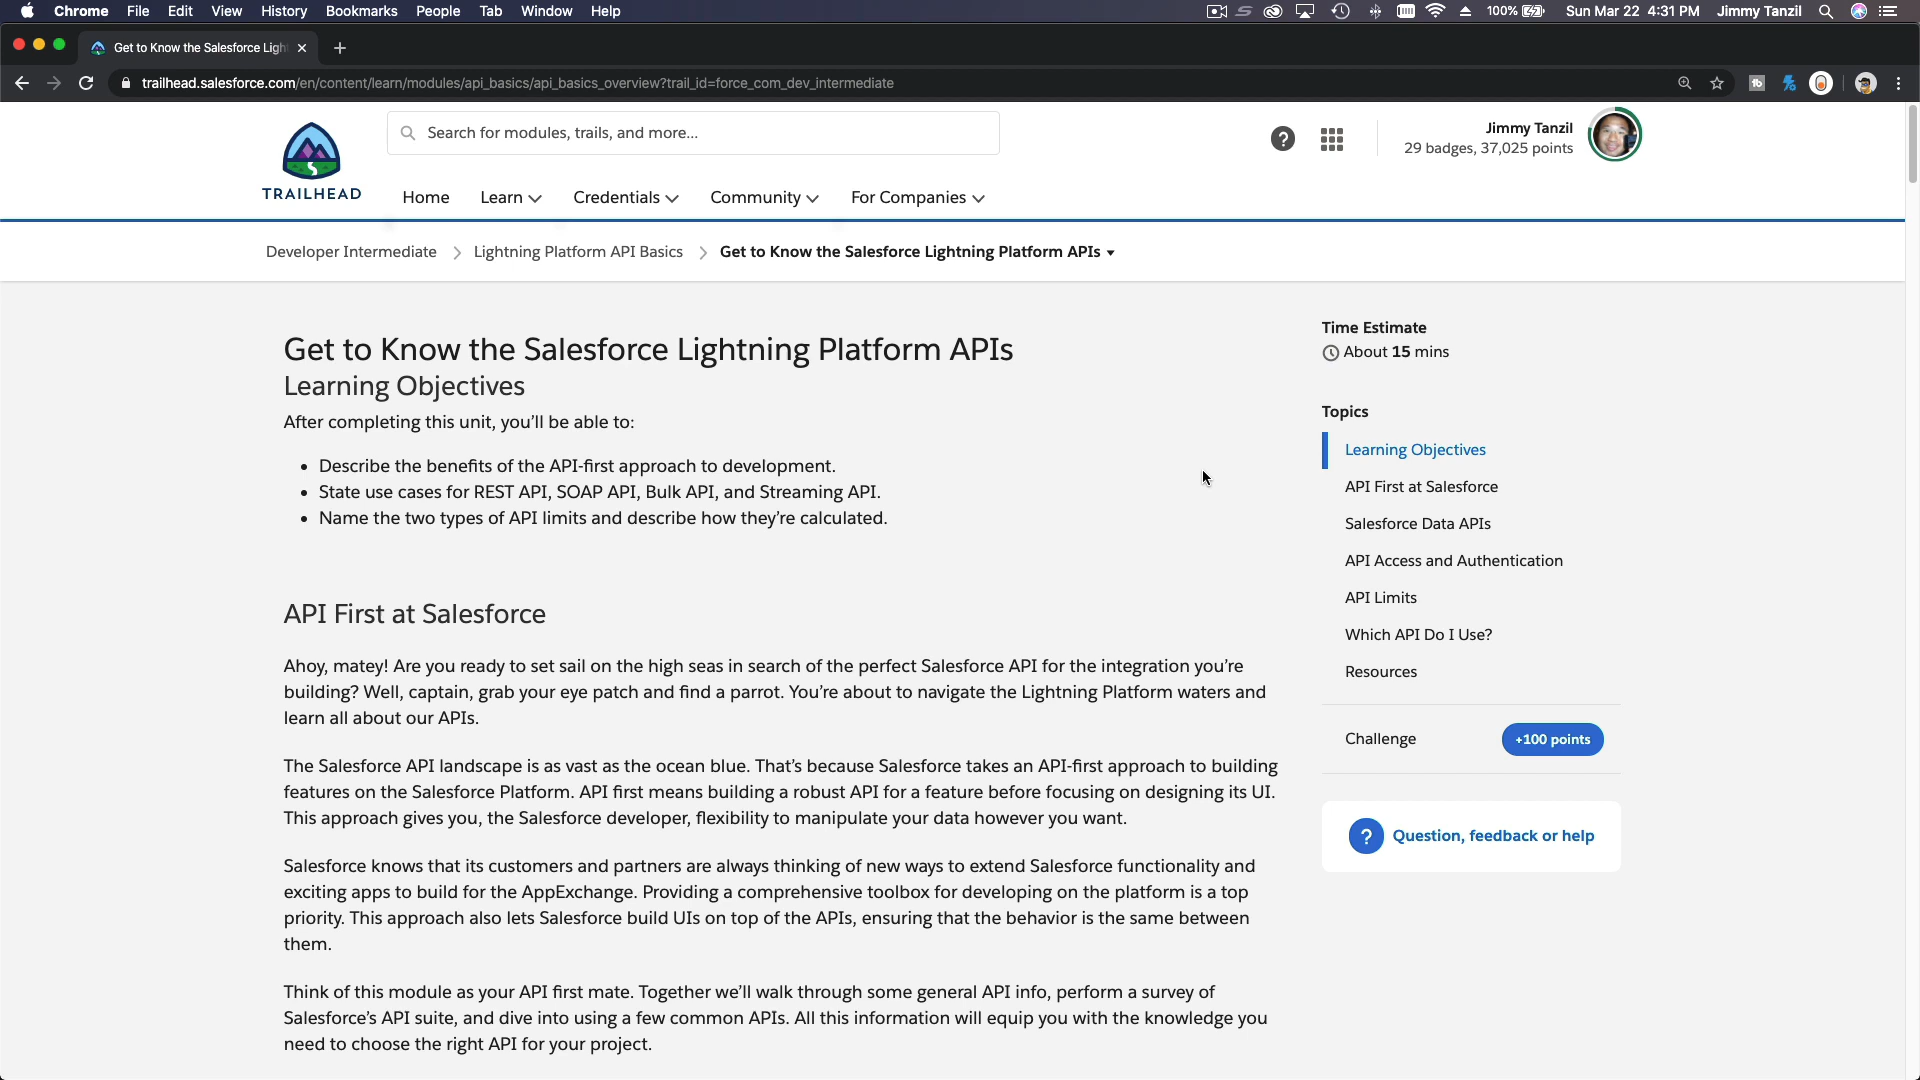 Chrome File Edit View History Bookmarks People Tab Window Help 100% Sun Mar 22 4:31 PM Jimmy Tanzil
Get to Know the Salesforce Ligh
trailhead.salesforce.com/en/content/learn/modules/api_basics/api_basics_overview?trail_id=force_com_dev_intermediate
TRAILHEAD
Search for modules, trails, and more...
Jimmy Tanzil
29 badges, 37,025 points
Home Learn Credentials Community For Companies
Developer Intermediate Lightning Platform API Basics Get to Know the Salesforce Lightning Platform APIs
Get to Know the Salesforce Lightning Platform APIs
Learning Objectives
After completing this unit, you’ll be able to:
• Describe the benefits of the API-first approach to development.
• State use cases for REST API, SOAP API, Bulk API, and Streaming API.
• Name the two types of API limits and describe how they’re calculated.
API First at Salesforce
Ahoy, matey! Are you ready to set sail on the high seas in search of the perfect Salesforce API for the integration you’re
building? Well, captain, grab your eye patch and find a parrot. You’re about to navigate the Lightning Platform waters and
learn all about our APIs.
The Salesforce API landscape is as vast as the ocean blue. That’s because Salesforce takes an API-first approach to building
features on the Salesforce Platform. API first means building a robust API for a feature before focusing on designing its UI.
This approach gives you, the Salesforce developer, flexibility to manipulate your data however you want.
Salesforce knows that its customers and partners are always thinking of new ways to extend Salesforce functionality and
exciting apps to build for the AppExchange. Providing a comprehensive toolbox for developing on the platform is a top
priority. This approach also lets Salesforce build UIs on top of the APIs, ensuring that the behavior is the same between
them.
Think of this module as your API first mate. Together we’ll walk through some general API info, perform a survey of
Salesforce’s API suite, and dive into using a few common APIs. All this information will equip you with the knowledge you
need to choose the right API for your project.
Time Estimate
About 15 mins
Topics
Learning Objectives
API First at Salesforce
Salesforce Data APIs
API Access and Authentication
API Limits
Which API Do I Use?
Resources
Challenge +100 points
? Question, feedback or help